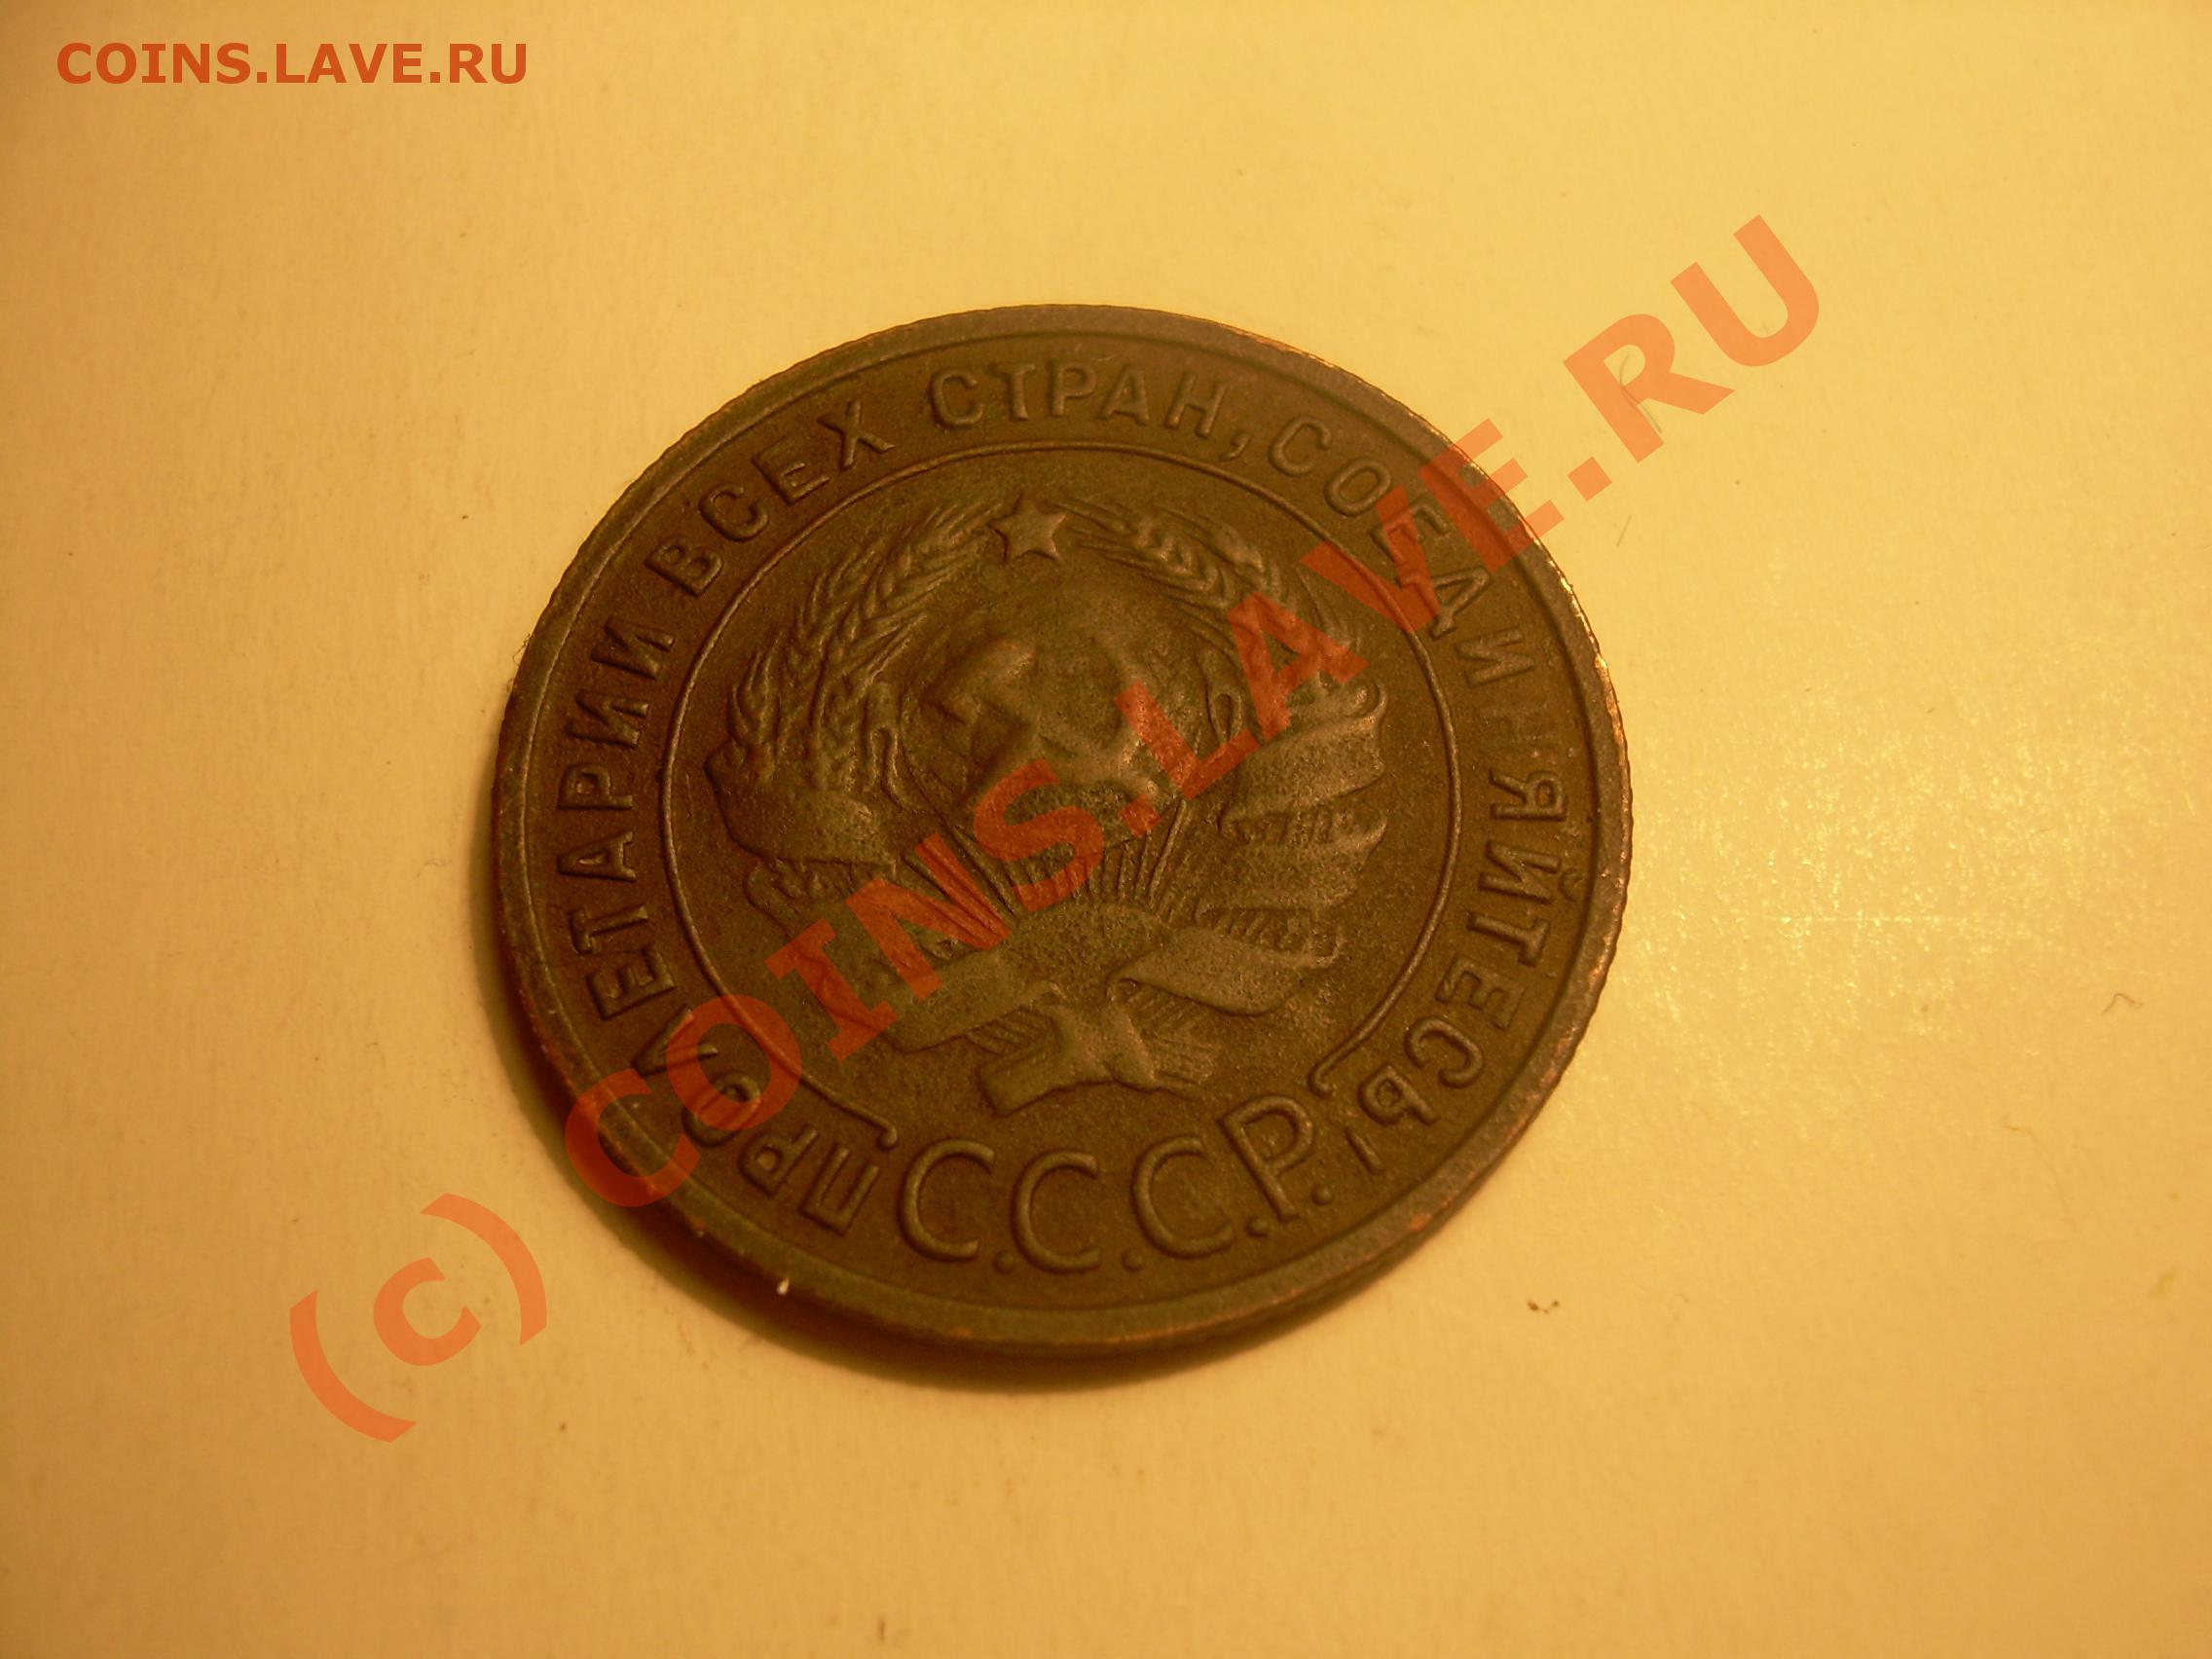 COINS.LAVE.RU
ПРОЛЕТАРИИ ВСЕХ СТРАН, СОЕДИНЯЙТЕСЬ!
С.С.С.Р.
(c) COINS.LAVE.RU